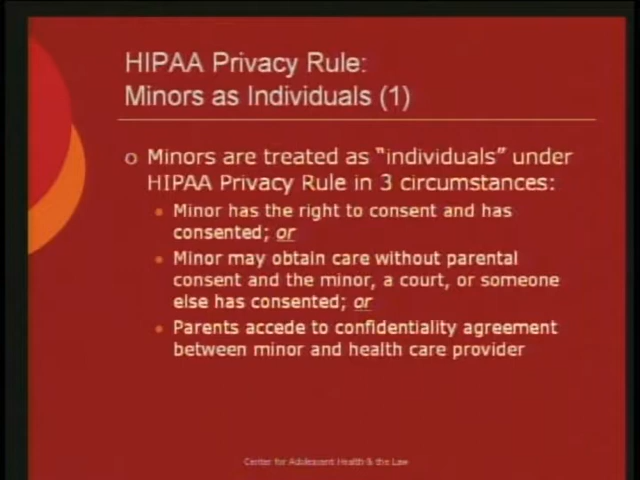 HIPAA Privacy Rule:
Minors as Individuals (1)
o Minors are treated as “individuals” under
HIPAA Privacy Rule in 3 circumstances:
• Minor has the right to consent and has
consented; or
• Minor may obtain care without parental
consent and the minor, a court, or someone
else has consented; or
• Parents accede to confidentiality agreement
between minor and health care provider
Center for Adolescent Health & the Law